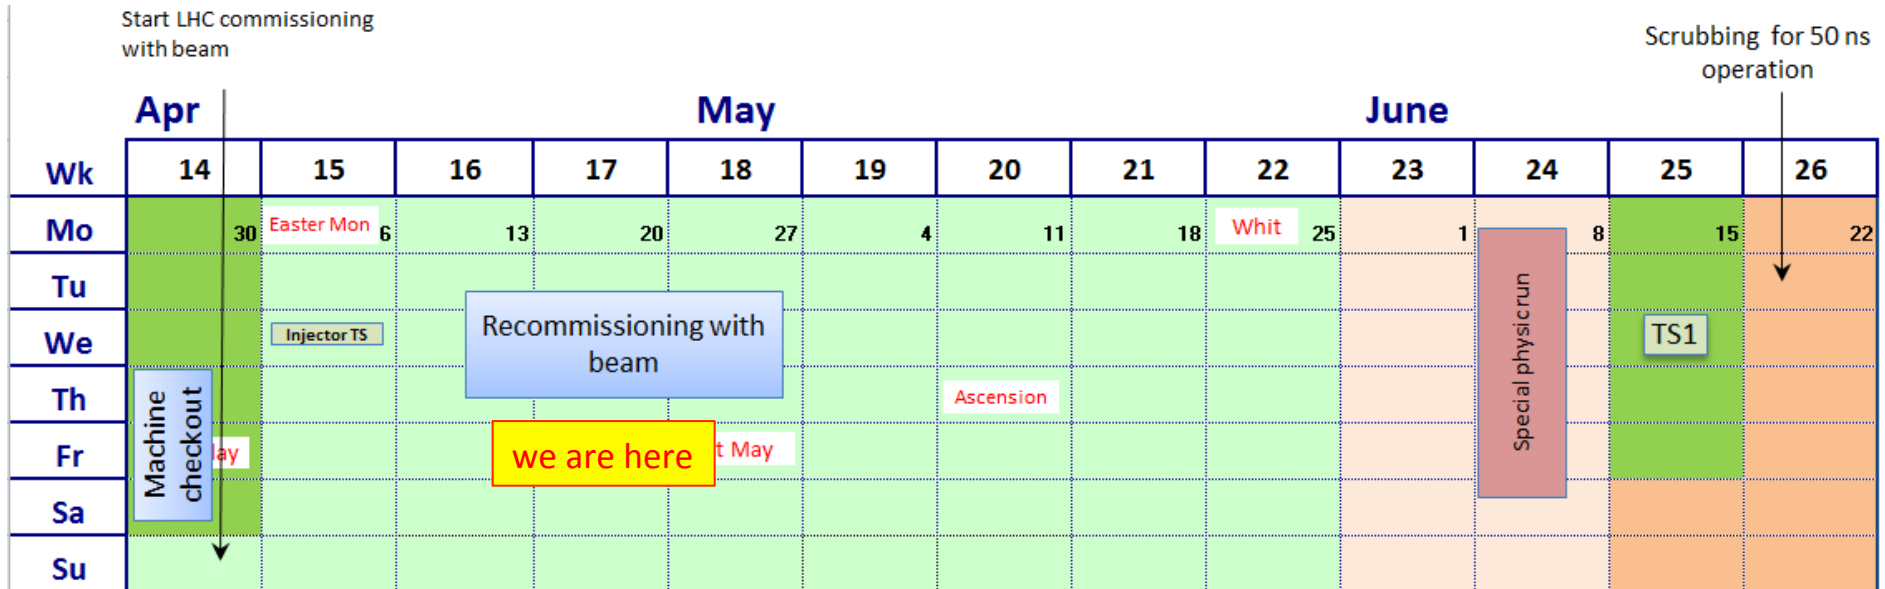 Start LHC commissioning
with beam
Scrubbing for 50 ns
operation
Apr May June
Wk 14 15 16 17 18 19 20 21 22 23 24 25 26
Mo 30 Easter Mon 6 13 20 27 4 11 18 Whit 25 1 8 15 22
Tu
We Injector TS TS1
Th Ascension
Fr
Sa
Su
Machine
checkout
Recommissioning with
beam
we are here
t May
ay
Special physic run